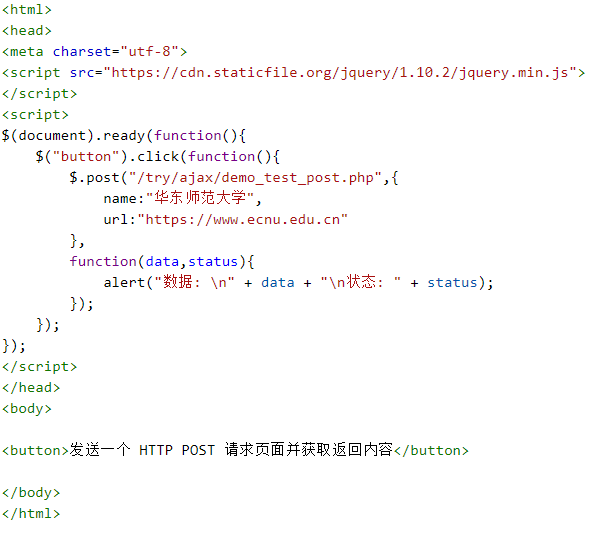 <html>
<head>
<meta charset="utf-8">
<script src="https://cdn.staticfile.org/jquery/1.10.2/jquery.min.js">
</script>
<script>
$(document).ready(function(){
    $("button").click(function(){
        $.post("/try/ajax/demo_test_post.php",{
            name:"华东师范大学",
            url:"https://www.ecnu.edu.cn"
        },
        function(data,status){
            alert("数据: \n" + data + "\n状态: " + status);
        });
    });
});
</script>
</head>
<body>

<button>发送一个 HTTP POST 请求页面并获取返回内容</button>

</body>
</html>